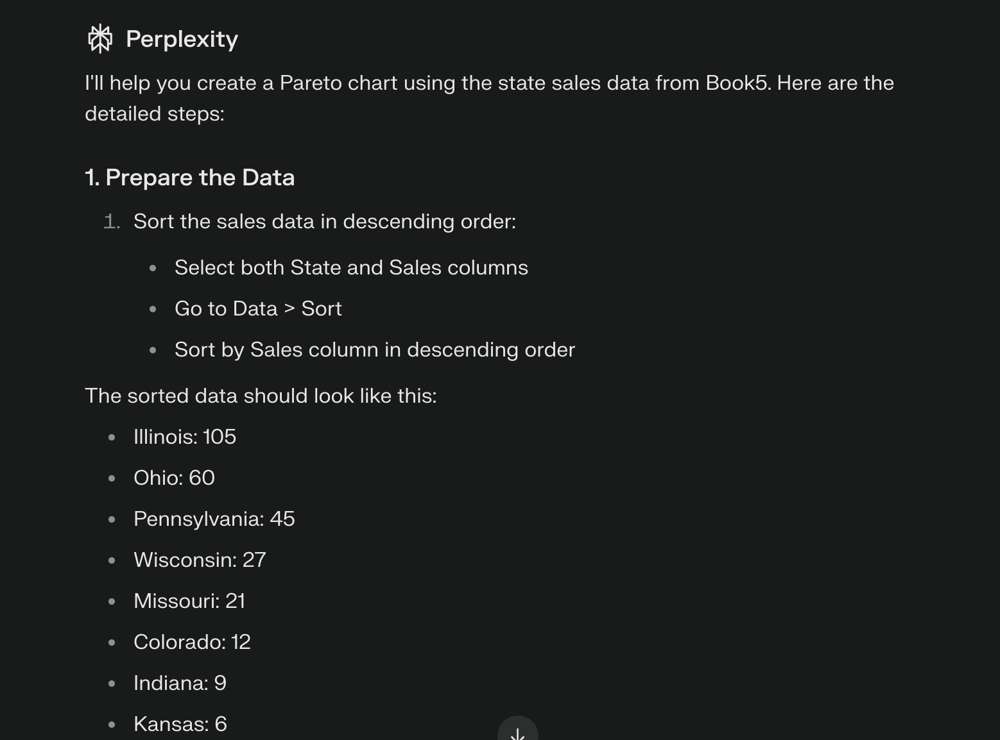 Perplexity
I'll help you create a Pareto chart using the state sales data from Book5. Here are the
detailed steps:
1. Prepare the Data
1. Sort the sales data in descending order:
• Select both State and Sales columns
• Go to Data > Sort
• Sort by Sales column in descending order
The sorted data should look like this:
• Illinois: 105
• Ohio: 60
• Pennsylvania: 45
• Wisconsin: 27
• Missouri: 21
• Colorado: 12
• Indiana: 9
• Kansas: 6